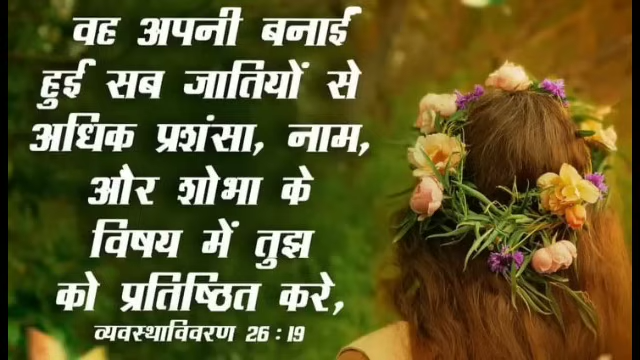 वह अपनी बनाई
हुई सब जातियों से
अधिक प्रशंसा, नाम,
और शोभा के
विषय में तुझ
को प्रतिष्ठित करे,
व्यवस्थाविवरण 26 : 19